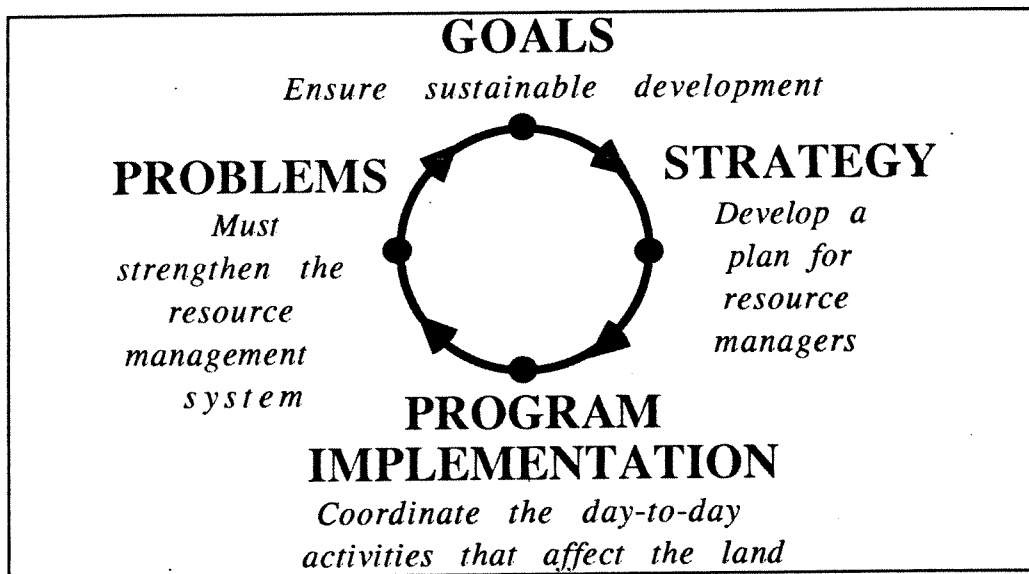 GOALS
Ensure sustainable development
PROBLEMS
Must
strengthen the
resource
management
system
STRATEGY
Develop a
plan for
resource
managers
PROGRAM
IMPLEMENTATION
Coordinate the day-to-day
activities that affect the land